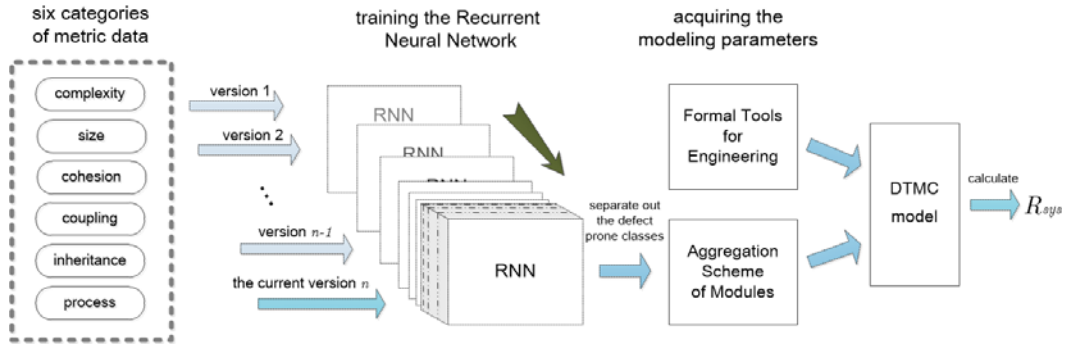 six categories
of metric data
complexity
size
cohesion
coupling
inheritance
process
training the Recurrent
Neural Network
version 1
version 2
version n-1
the current version n
RNN
RNN
RNN
RNN
RNN
separate out
the defect
prone classes
acquiring the
modeling parameters
Formal Tools
for
Engineering
Aggregation
Scheme
of Modules
DTMC
model
calculate
Rsys